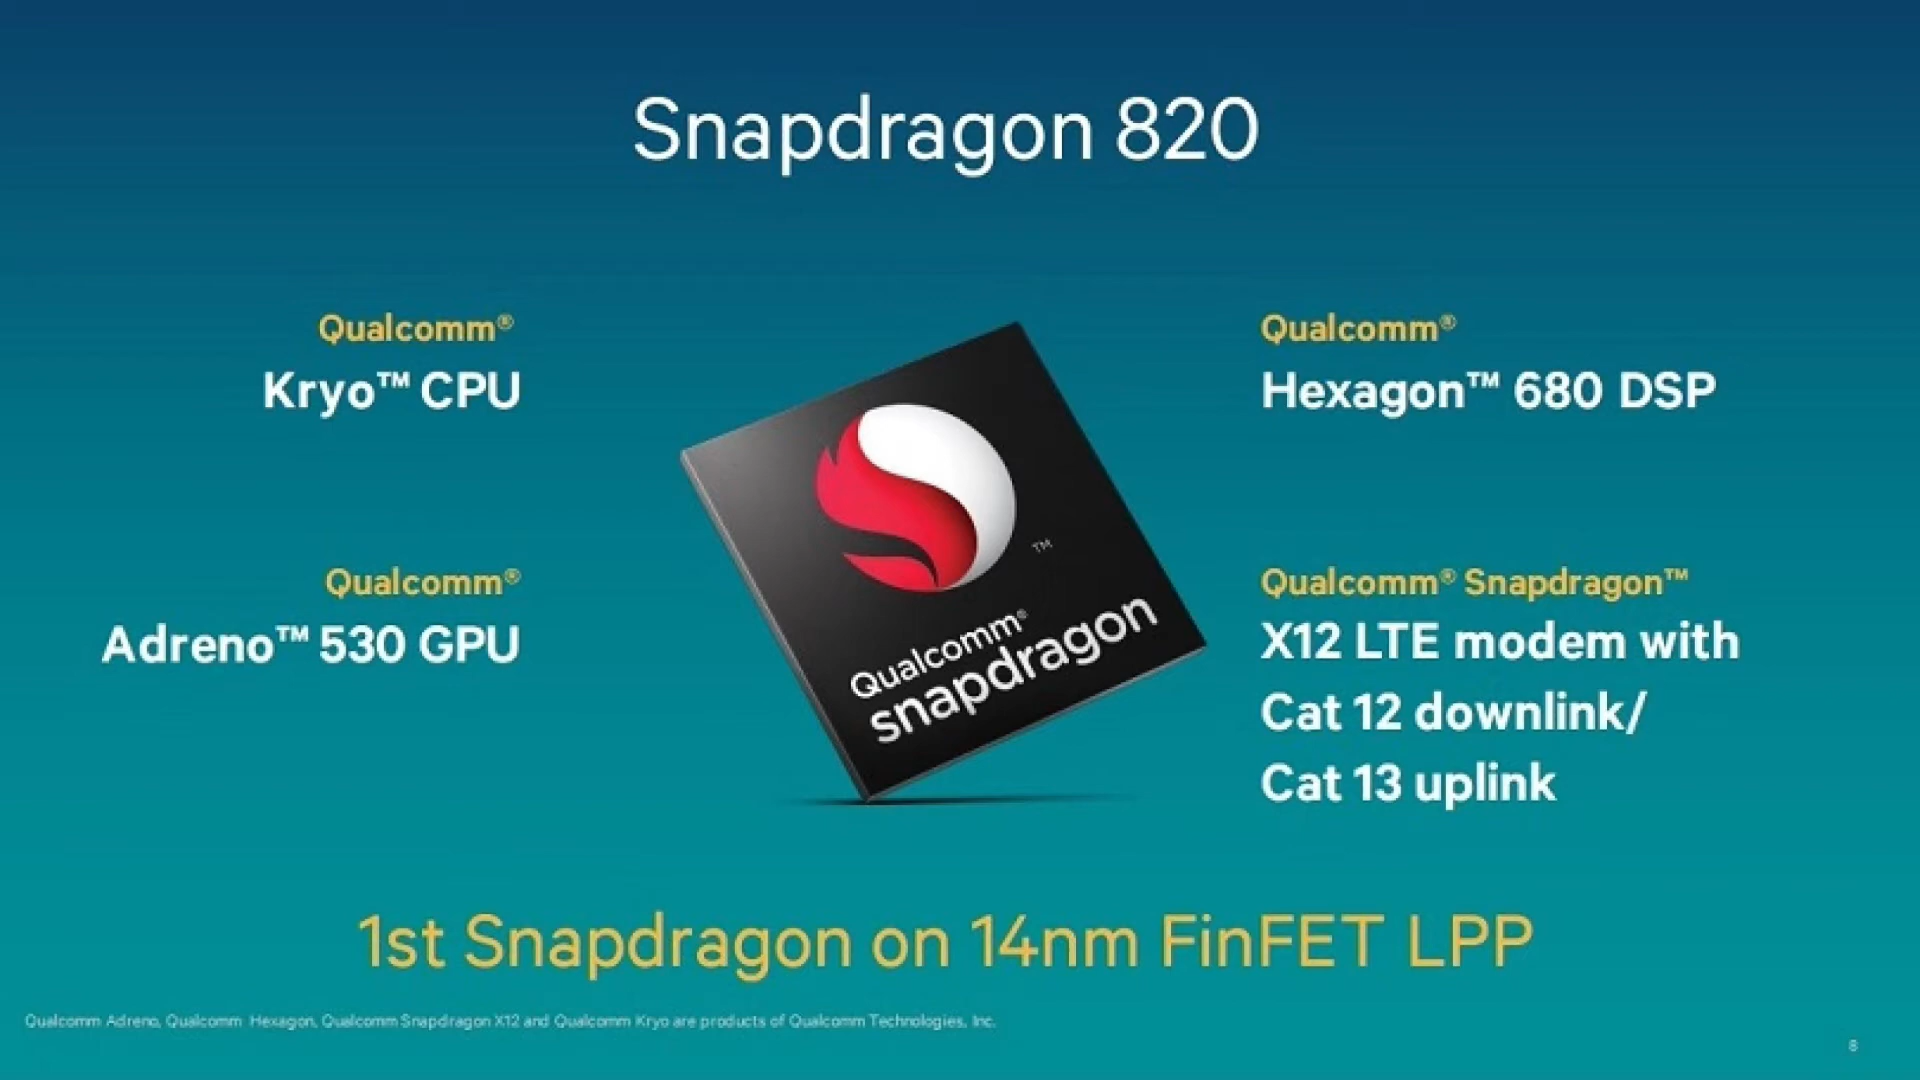 Snapdragon 820
Qualcomm®
Kryo™ CPU
Qualcomm®
Adreno™ 530 GPU
TM
Qualcomm®
snapdragon
Qualcomm®
Hexagon™ 680 DSP
Qualcomm® Snapdragon™
X12 LTE modem with
Cat 12 downlink/
Cat 13 uplink
1st Snapdragon on 14nm FinFET LPP
Qualcomm Adreno, Qualcomm Hexagon, Qualcomm Snapdragon X12 and Qualcomm Kryo are products of Qualcomm Technologies, Inc.
8